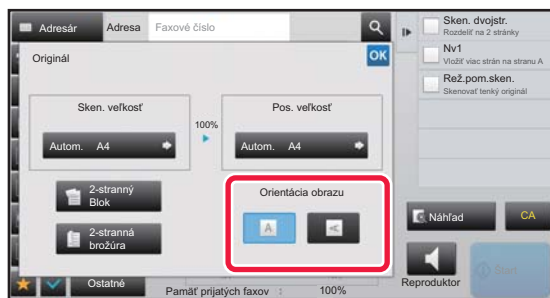 Adresár
Adresa
Faxové číslo
Originál
OK
Sken. veľkosť
100%
Pos. veľkosť
Autom. A4
Autom. A4
2-stranný
Blok
2-stranná
brožúra
Orientácia obrazu
A
A
Ostatné
Pamäť prijatých faxov : 100%
Sken. dvojstr.
Rozdeliť na 2 stránky
Nv1
Vložiť viac strán na stranu A
Rež.pom.sken.
Skenovať tenký originál
Náhľad
CA
Reproduktor
Start